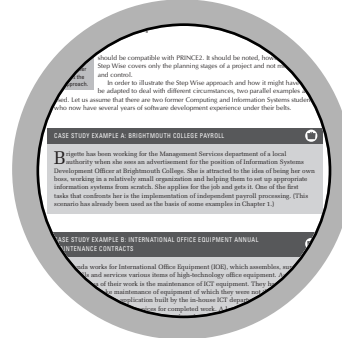 should be compatible with PRINCE2. It should be noted,
Step Wise covers only the planning stages of a project and not
and control.
In order to illustrate the Step Wise approach and how it might have
be adapted to deal with different circumstances, two parallel examples
Let us assume that there are two former Computing and Information Systems
who now have several years of software development experience under their belts.
CASE STUDY EXAMPLE A: BRIGHTMOUTH COLLEGE PAYROLL
Brigette has been working for the Management Services department of a local
authority when she sees an advertisement for the position of Information Systems
Development Officer at Brightmouth College. She is attracted to the idea of being her own
boss, working in a relatively small organization and helping them to set up appropriate
information systems from scratch. She applies for the job and gets it. One of the first
tasks that confronts her is the implementation of independent payroll processing. (This
scenario has already been used as the basis of some examples in Chapter 1.)
CASE STUDY EXAMPLE B: INTERNATIONAL OFFICE EQUIPMENT ANNUAL
MAINTENANCE CONTRACTS
works for International Office Equipment (IOE), which assembles,
and services various items of high-technology office equipment.
of their work is the maintenance of ICT equipment. They
maintenance of equipment of which they were not
application built by the in-house ICT
for completed work.